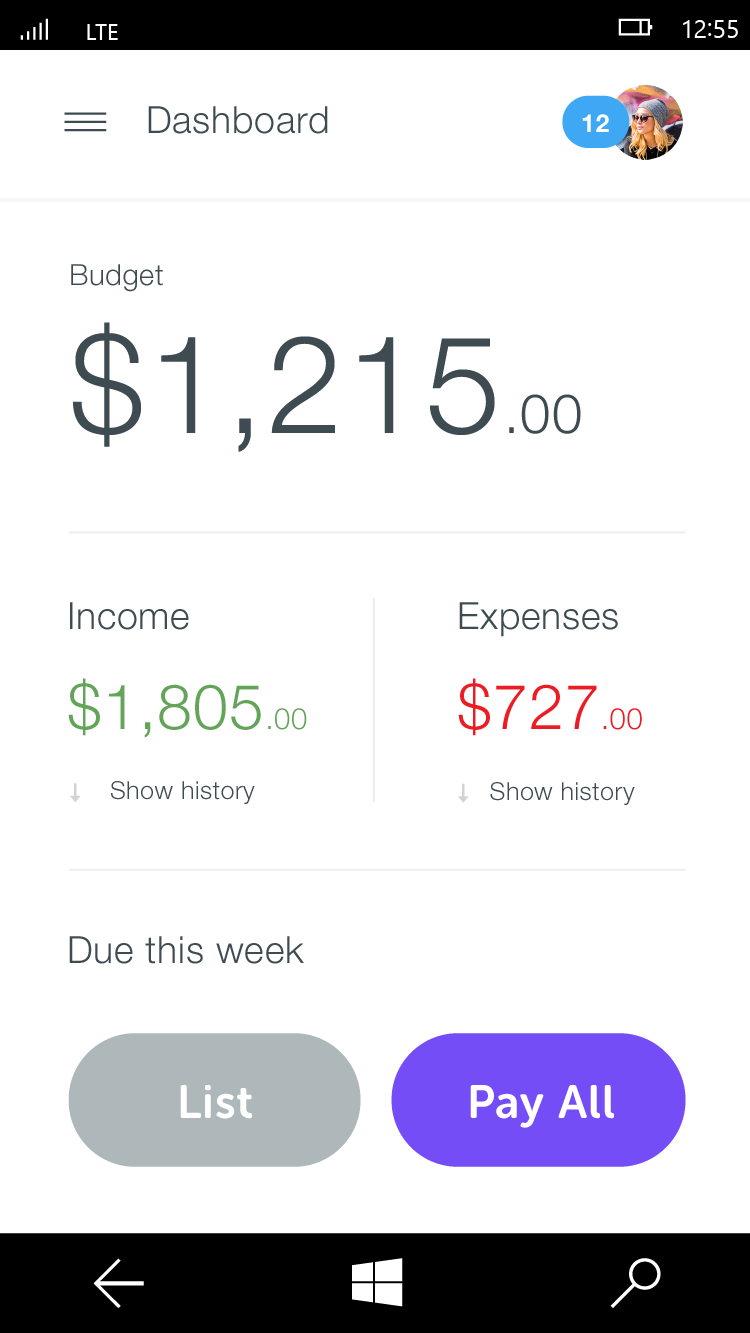 LTE 12:55
Dashboard 12
Budget
$1,215.00
Income Expenses
$1,805.00 $727.00
Show history Show history
Due this week
List Pay All